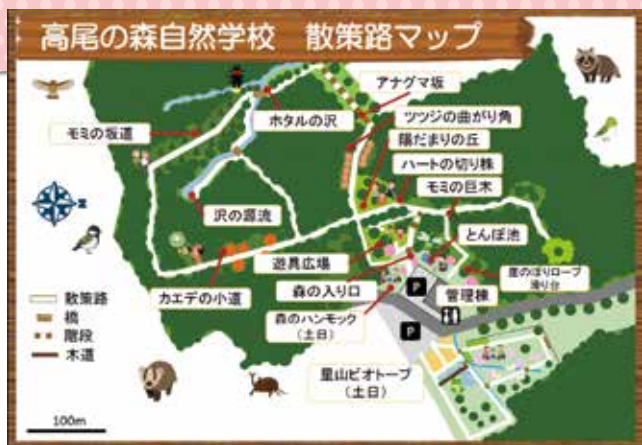 高尾の森自然学校 散策路マップ
アナグマ坂
ホタルの沢
ツツジの曲がり角
モミの坂道
陽だまりの丘
ハートの切り株
モミの巨木
沢の源流
とんぼ池
遊具広場
崖のぼりロープ
滑り台
カエデの小道
森の入り口
P
管理棟
森のハンモック
(土日)
P
里山ビオトープ
(土日)
散策路
橋
階段
木道
100m